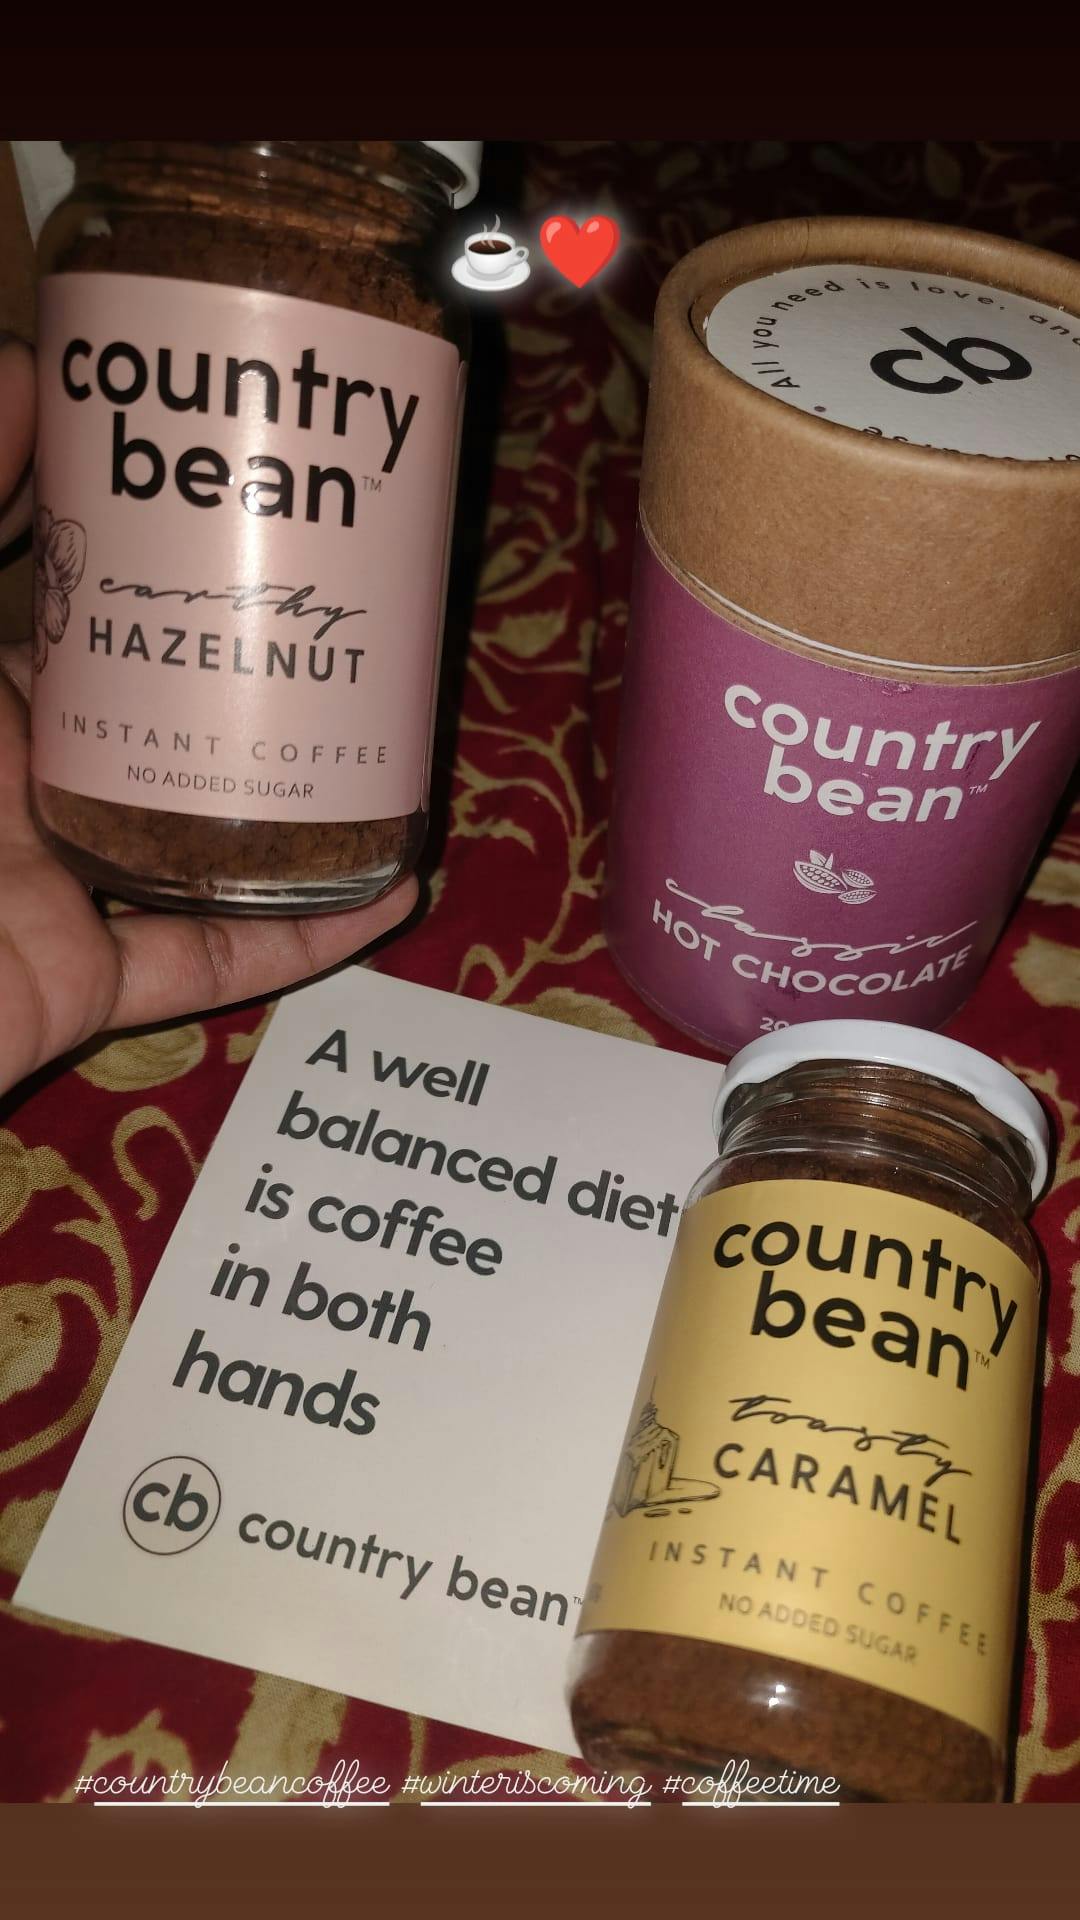 country
bean™
earthy
HAZELNUT
INSTANT COFFEE
NO ADDED SUGAR
All you need is love, and
cb
country
bean™
classic
HOT CHOCOLATE
A well
balanced diet
is coffee
in both
hands
cb country bean™
country
bean™
toasty
CARAMEL
INSTANT COFFEE
NO ADDED SUGAR
#countrybeancoffee #winteriscoming #coffeetime